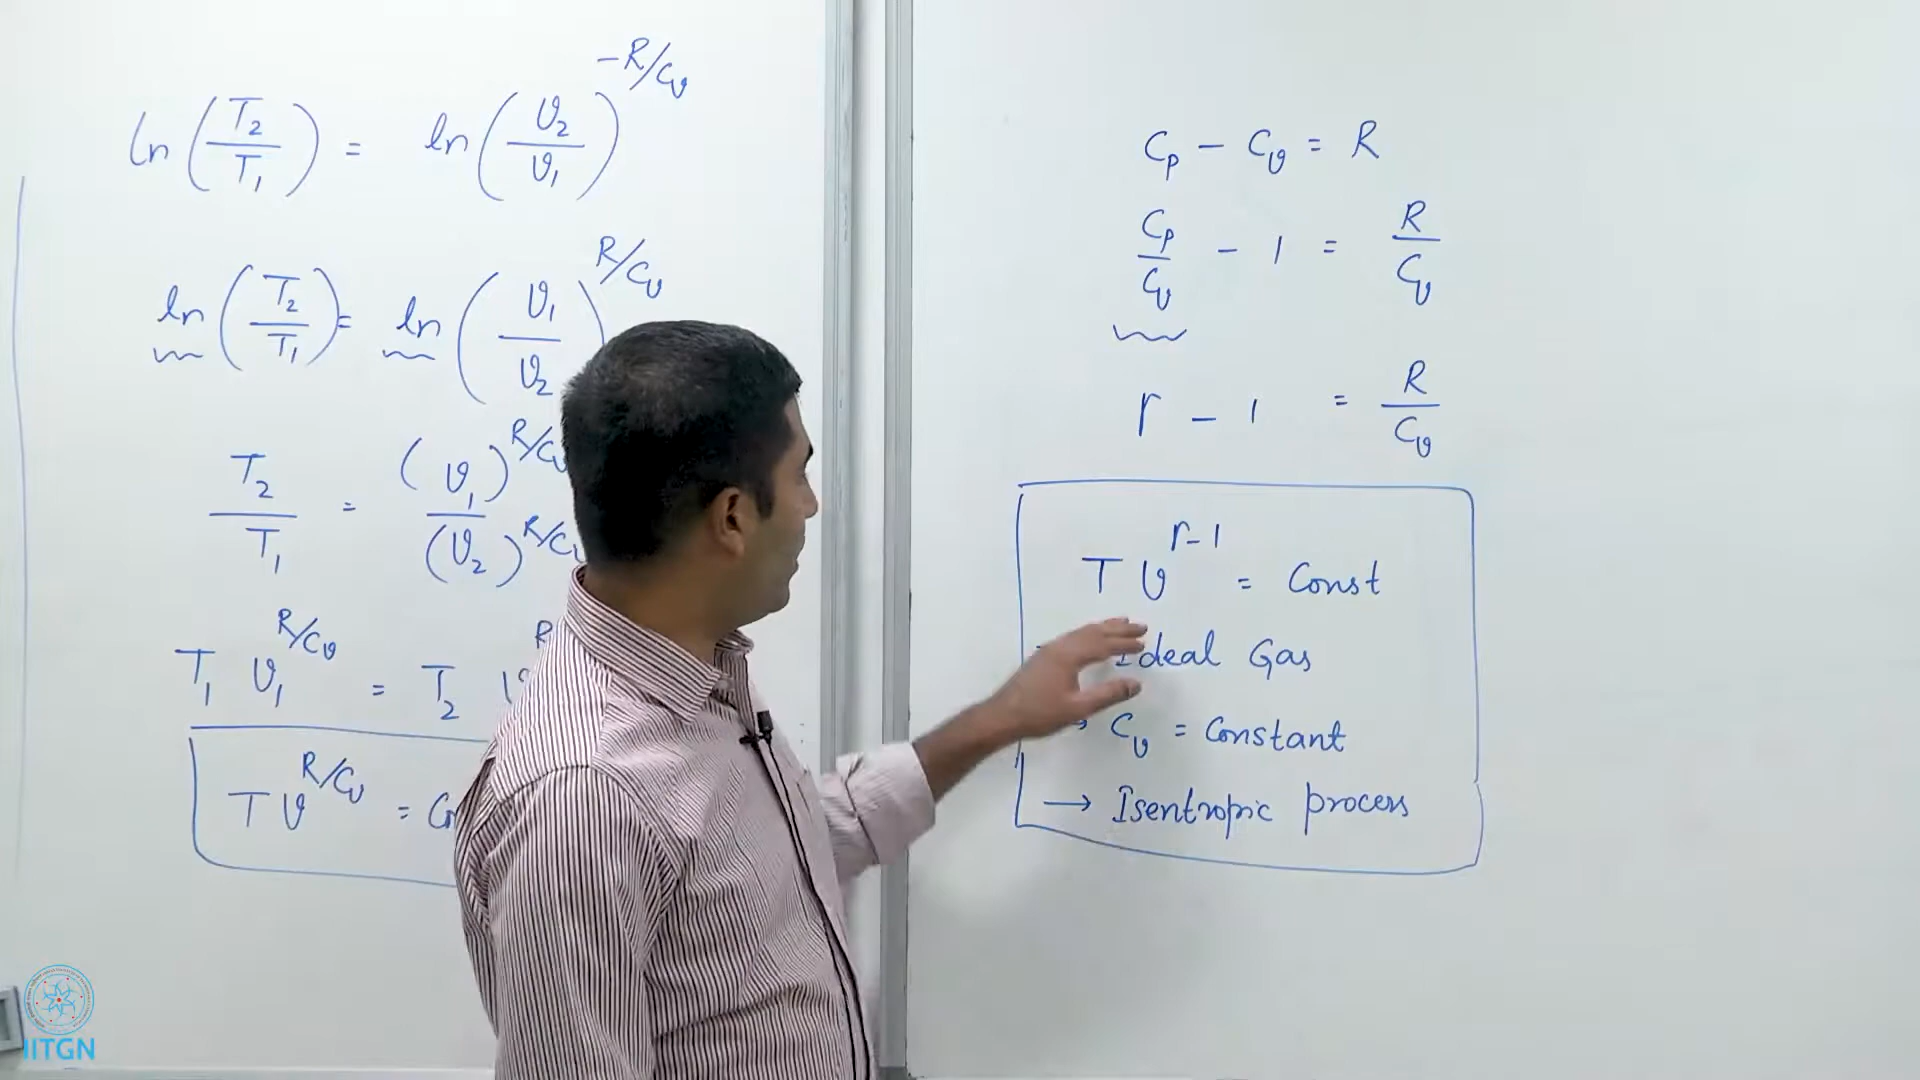 ln(T₂/T₁) = ln(v₂/v₁)^(-R/Cv)
ln(T₂/T₁) = ln(v₁/v₂)^(R/Cv)
T₂/T₁ = (v₁)^(R/Cv)/(v₂)^(R/Cv)
T₁ v₁^(R/Cv) = T₂
T v^(R/Cv) =
Cp - Cv = R
Cp/Cv - 1 = R/Cv
r - 1 = R/Cv
T v^(r-1) = Const
Ideal Gas
→ Cv = Constant
→ Isentropic process
IITGN